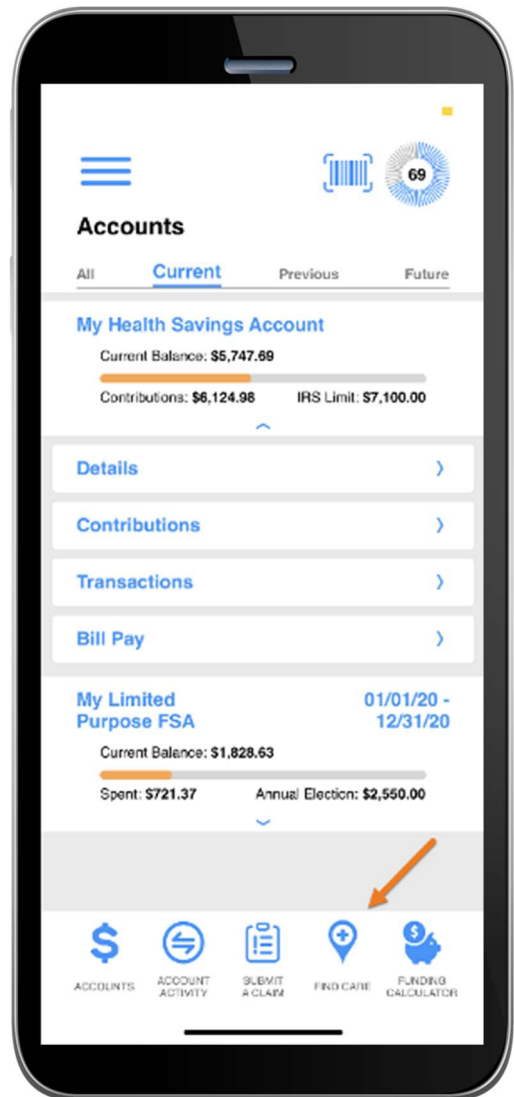 69
Accounts
All Current Previous Future
My Health Savings Account
Current Balance: $5,747.69
Contributions: $6,124.98 IRS Limit: $7,100.00
Details
Contributions
Transactions
Bill Pay
My Limited 01/01/20 -
Purpose FSA 12/31/20
Current Balance: $1,828.63
Spent: $721.37 Annual Election: $2,550.00
$ $
ACCOUNTS ACCOUNT SUBMIT FIND CARE FUNDING
ACTIVITY A CLAIM CALCULATOR